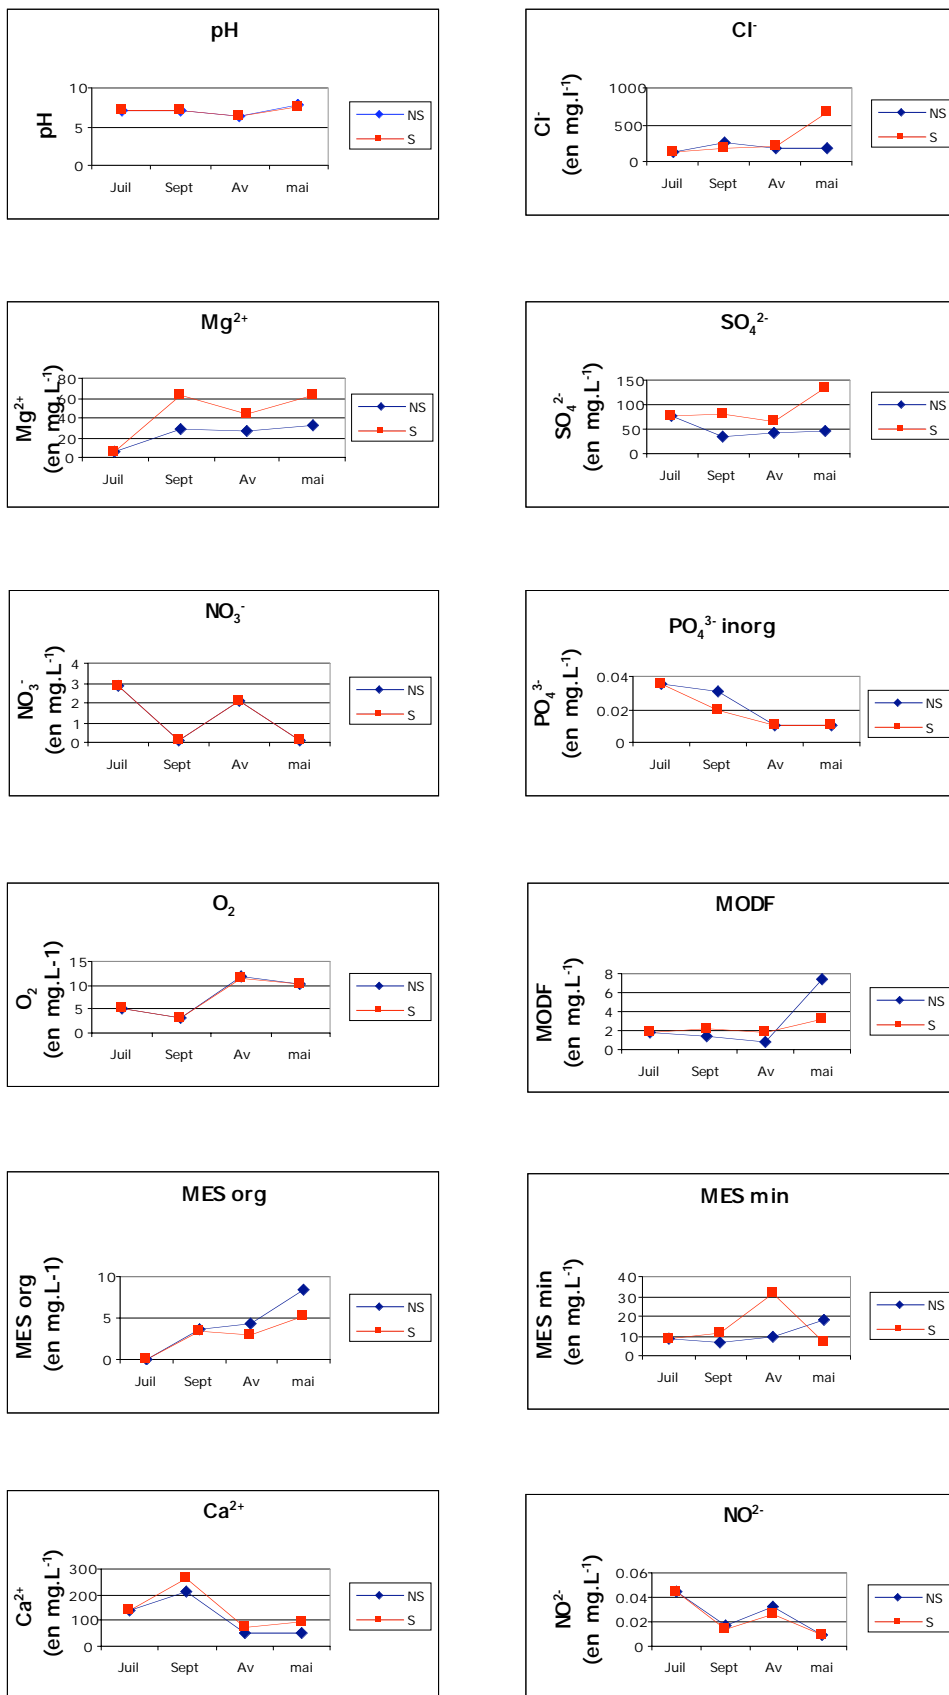 pH
pH
10
5
0
Juil Sept Av mai
NS
S
Cl⁻
Cl⁻
(en mg.l⁻¹)
1000
500
0
Juil Sept Av mai
NS
S
Mg²⁺
Mg²⁺
(en mg.L⁻¹)
80
60
40
20
0
Juil Sept Av mai
NS
S
SO₄²⁻
SO₄²⁻
(en mg.L⁻¹)
150
100
50
0
Juil Sept Av mai
NS
S
NO₃⁻
NO₃⁻
(en mg.L⁻¹)
4
3
2
1
0
Juil Sept Av mai
NS
S
PO₄³⁻ inorg
PO₄³⁻
(en mg.L⁻¹)
0.04
0.02
0
Juil Sept Av mai
NS
S
O₂
O₂
(en mg.L-1)
15
10
5
0
Juil Sept Av mai
NS
S
MODF
MODF
(en mg.L⁻¹)
8
6
4
2
0
Juil Sept Av mai
NS
S
MES org
MES org
(en mg.L-1)
10
5
0
Juil Sept Av mai
NS
S
MES min
MES min
(en mg.L⁻¹)
40
30
20
10
0
Juil Sept Av mai
NS
S
Ca²⁺
Ca²⁺
(en mg.L⁻¹)
300
200
100
0
Juil Sept Av mai
NS
S
NO²⁻
NO²⁻
(en mg.L⁻¹)
0.06
0.04
0.02
0
Juil Sept Av mai
NS
S